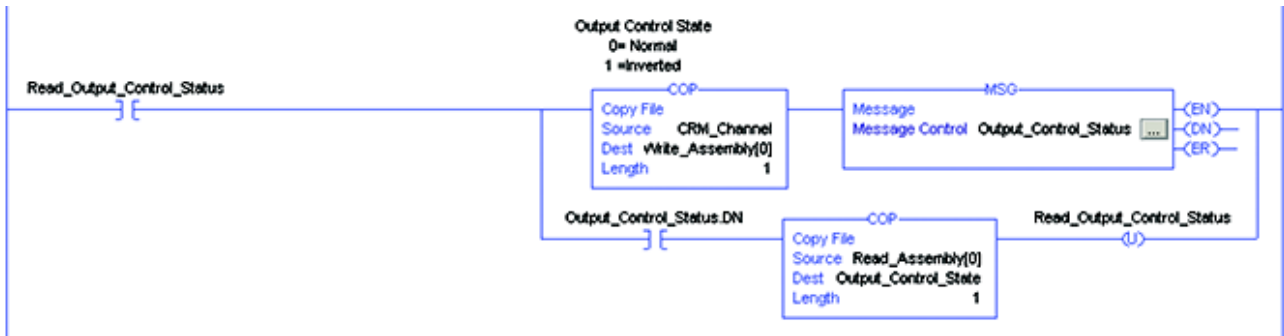 Output Control State
0= Normal
1 =Inverted
Read_Output_Control_Status
COP
Copy File
Source CRM_Channel
Dest Write_Assembly[0]
Length 1
MSG
Message
Message Control Output_Control_Status ...
EN
DN
ER
Output_Control_Status.DN
COP
Copy File
Source Read_Assembly[0]
Dest Output_Control_State
Length 1
Read_Output_Control_Status
U